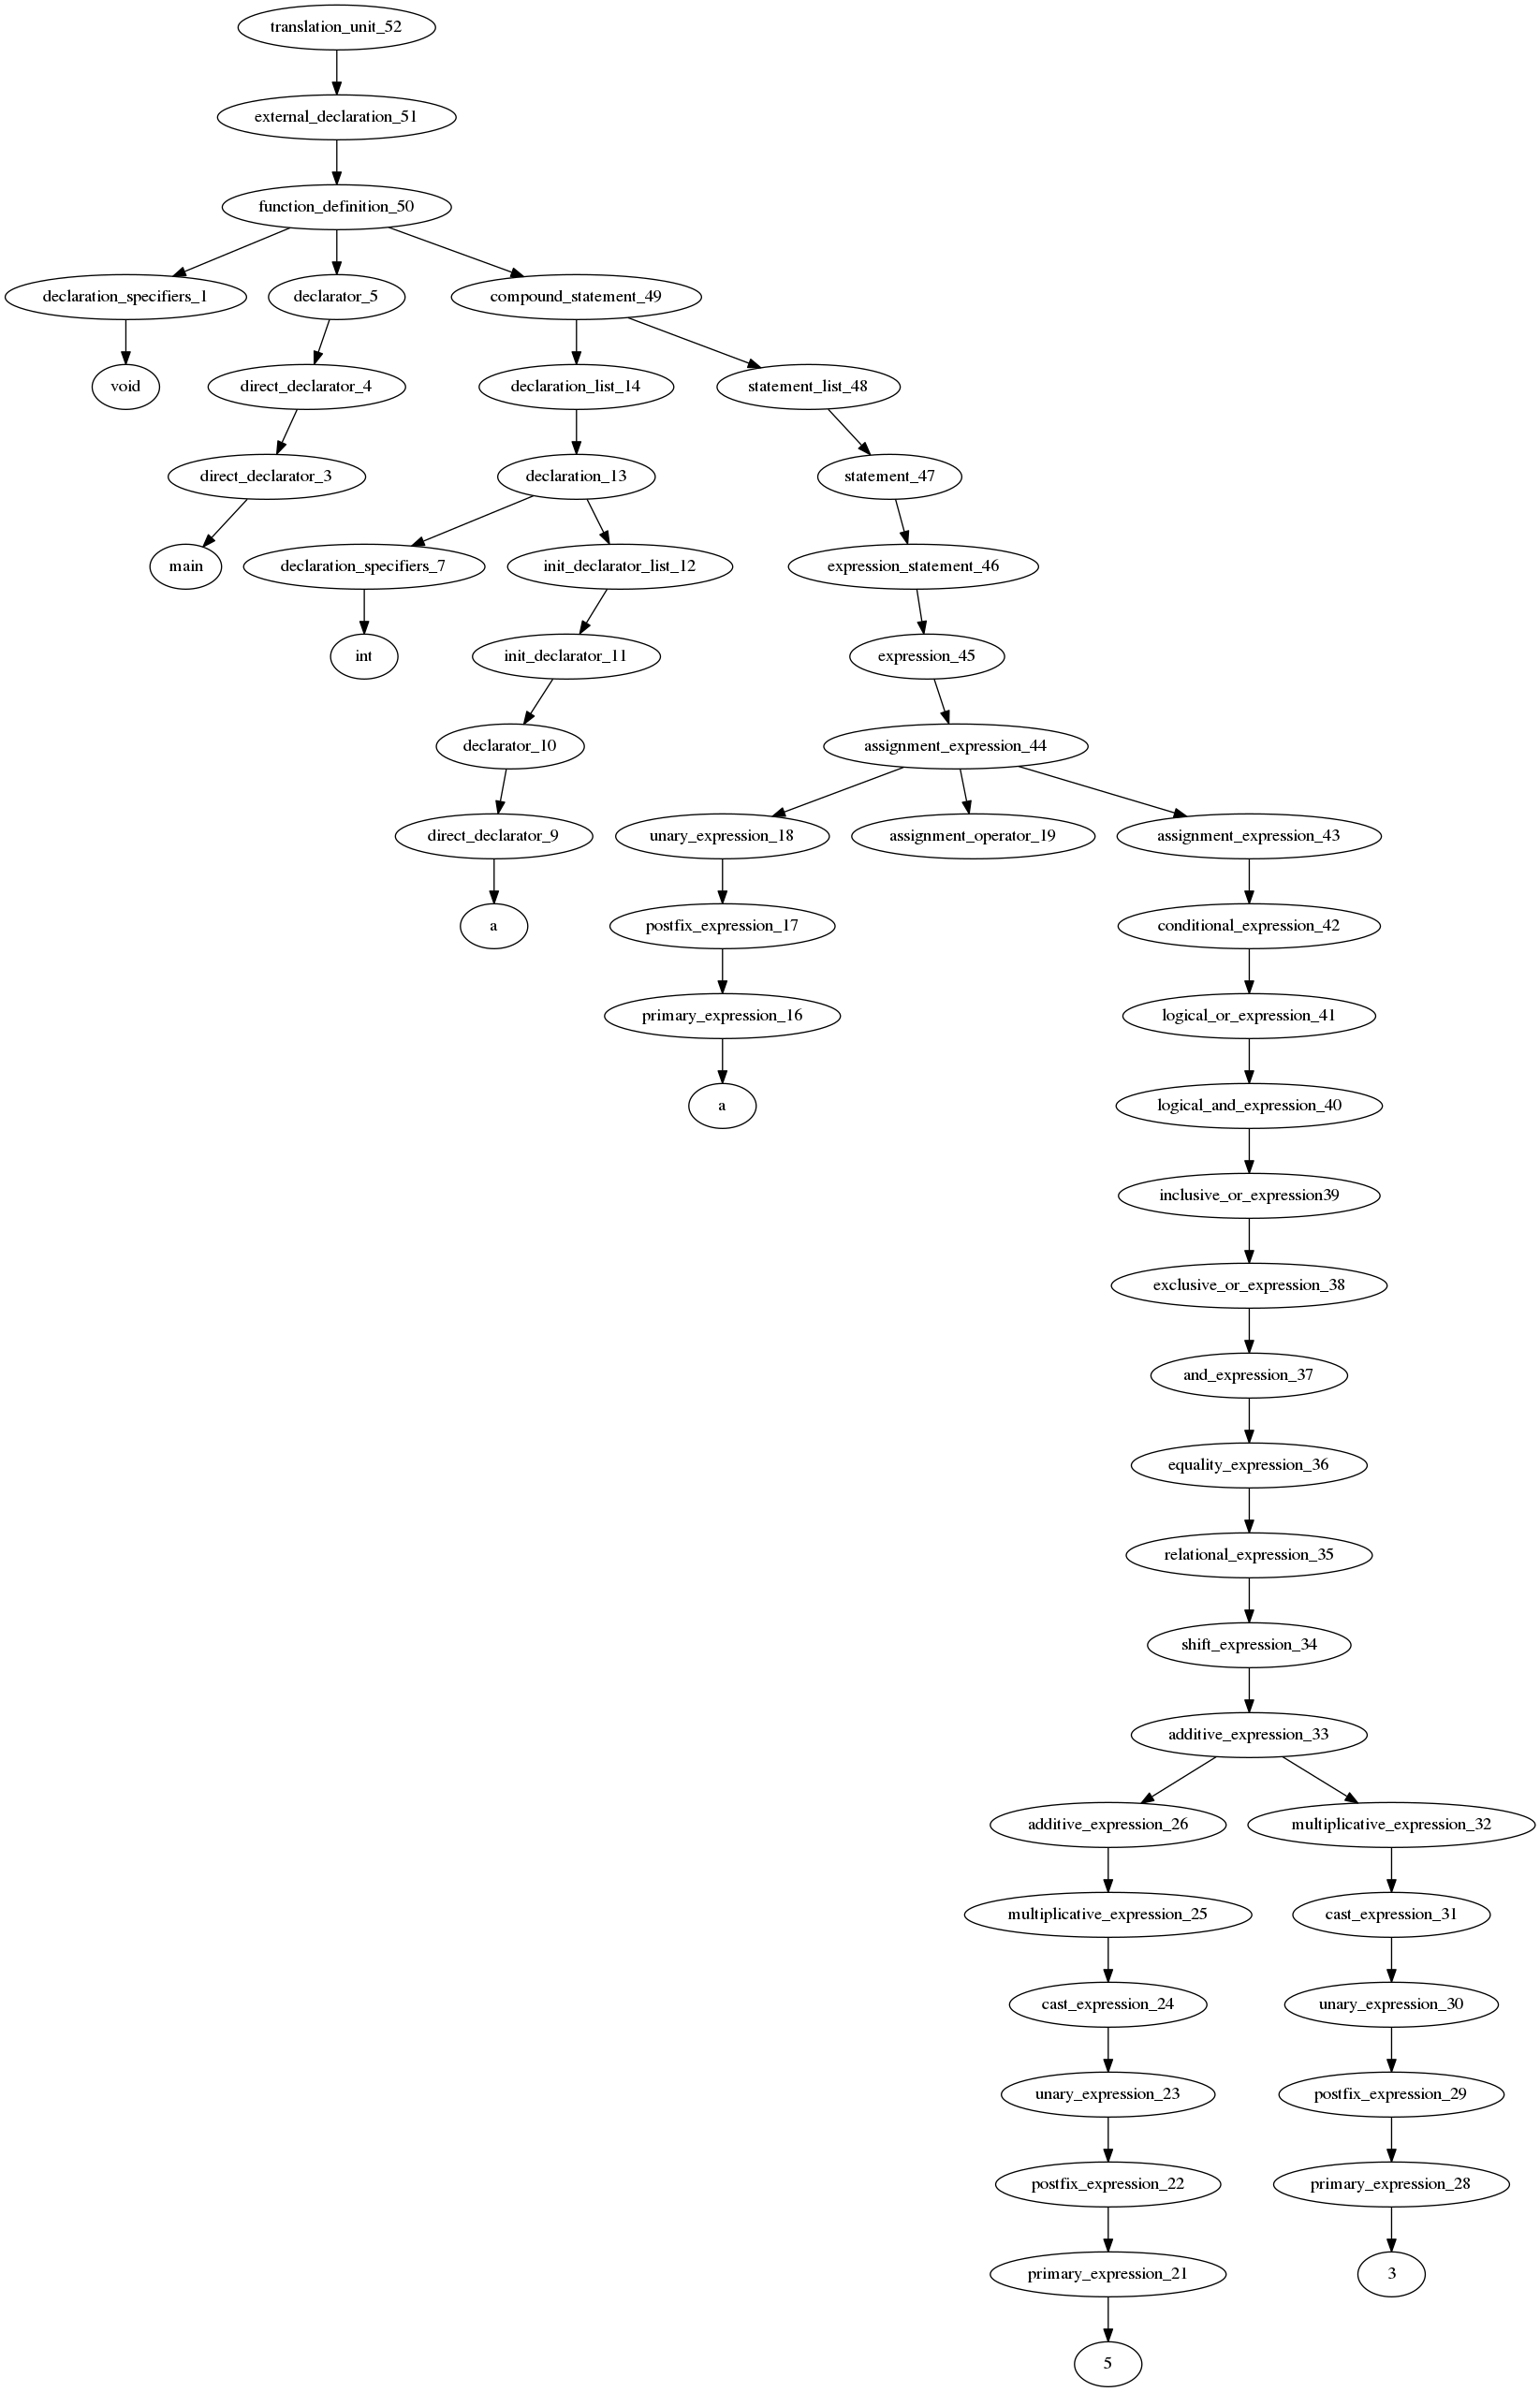 translation_unit_52
external_declaration_51
function_definition_50
declaration_specifiers_1
declarator_5
compound_statement_49
void
direct_declarator_4
declaration_list_14
statement_list_48
direct_declarator_3
declaration_13
statement_47
main
declaration_specifiers_7
init_declarator_list_12
expression_statement_46
int
init_declarator_11
expression_45
declarator_10
assignment_expression_44
direct_declarator_9
unary_expression_18
assignment_operator_19
assignment_expression_43
a
postfix_expression_17
conditional_expression_42
primary_expression_16
logical_or_expression_41
a
logical_and_expression_40
inclusive_or_expression39
exclusive_or_expression_38
and_expression_37
equality_expression_36
relational_expression_35
shift_expression_34
additive_expression_33
additive_expression_26
multiplicative_expression_32
multiplicative_expression_25
cast_expression_31
cast_expression_24
unary_expression_30
unary_expression_23
postfix_expression_29
postfix_expression_22
primary_expression_28
primary_expression_21
3
5